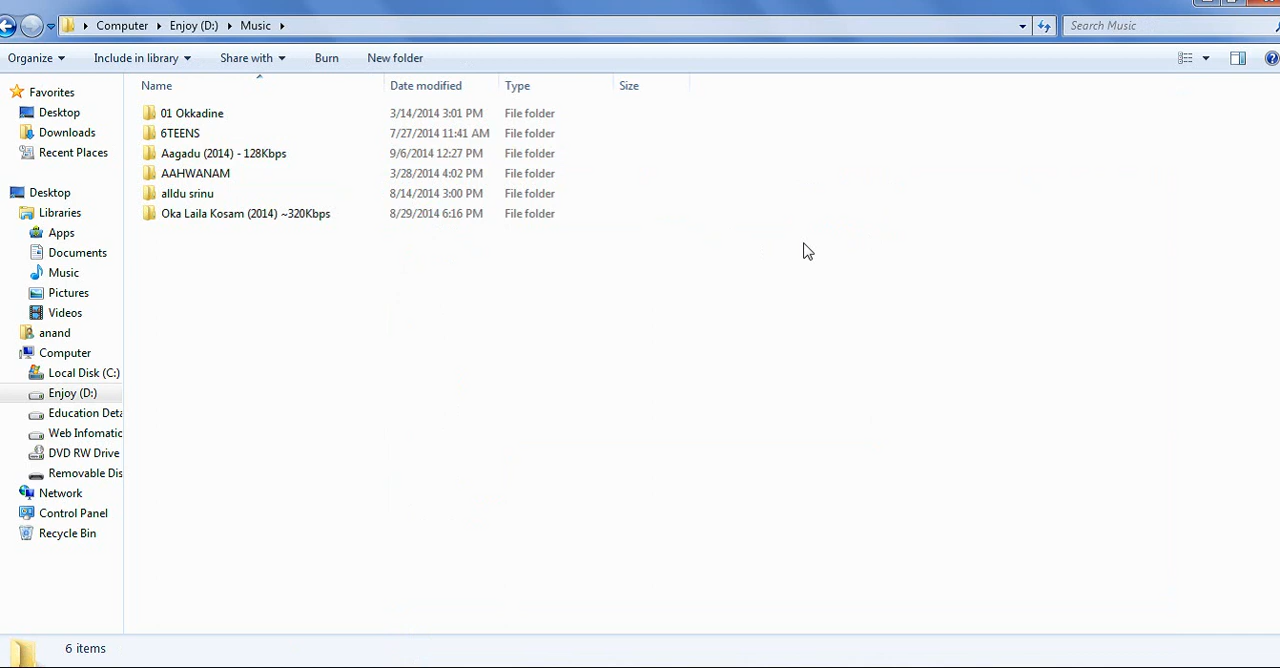 Computer Enjoy (D:) Music Search Music
Organize Include in library Share with Burn New folder
Name Date modified Type Size
Favorites
Desktop
Downloads
Recent Places
Desktop
Libraries
Apps
Documents
Music
Pictures
Videos
anand
Computer
Local Disk (C:)
Enjoy (D:)
Education Deta
Web Infomatic
DVD RW Drive
Removable Dis
Network
Control Panel
Recycle Bin
01 Okkadine 3/14/2014 3:01 PM File folder
6TEENS 7/27/2014 11:41 AM File folder
Aagadu (2014) - 128Kbps 9/6/2014 12:27 PM File folder
AAHWANAM 3/28/2014 4:02 PM File folder
alldu srinu 8/14/2014 3:00 PM File folder
Oka Laila Kosam (2014) ~320Kbps 8/29/2014 6:16 PM File folder
6 items